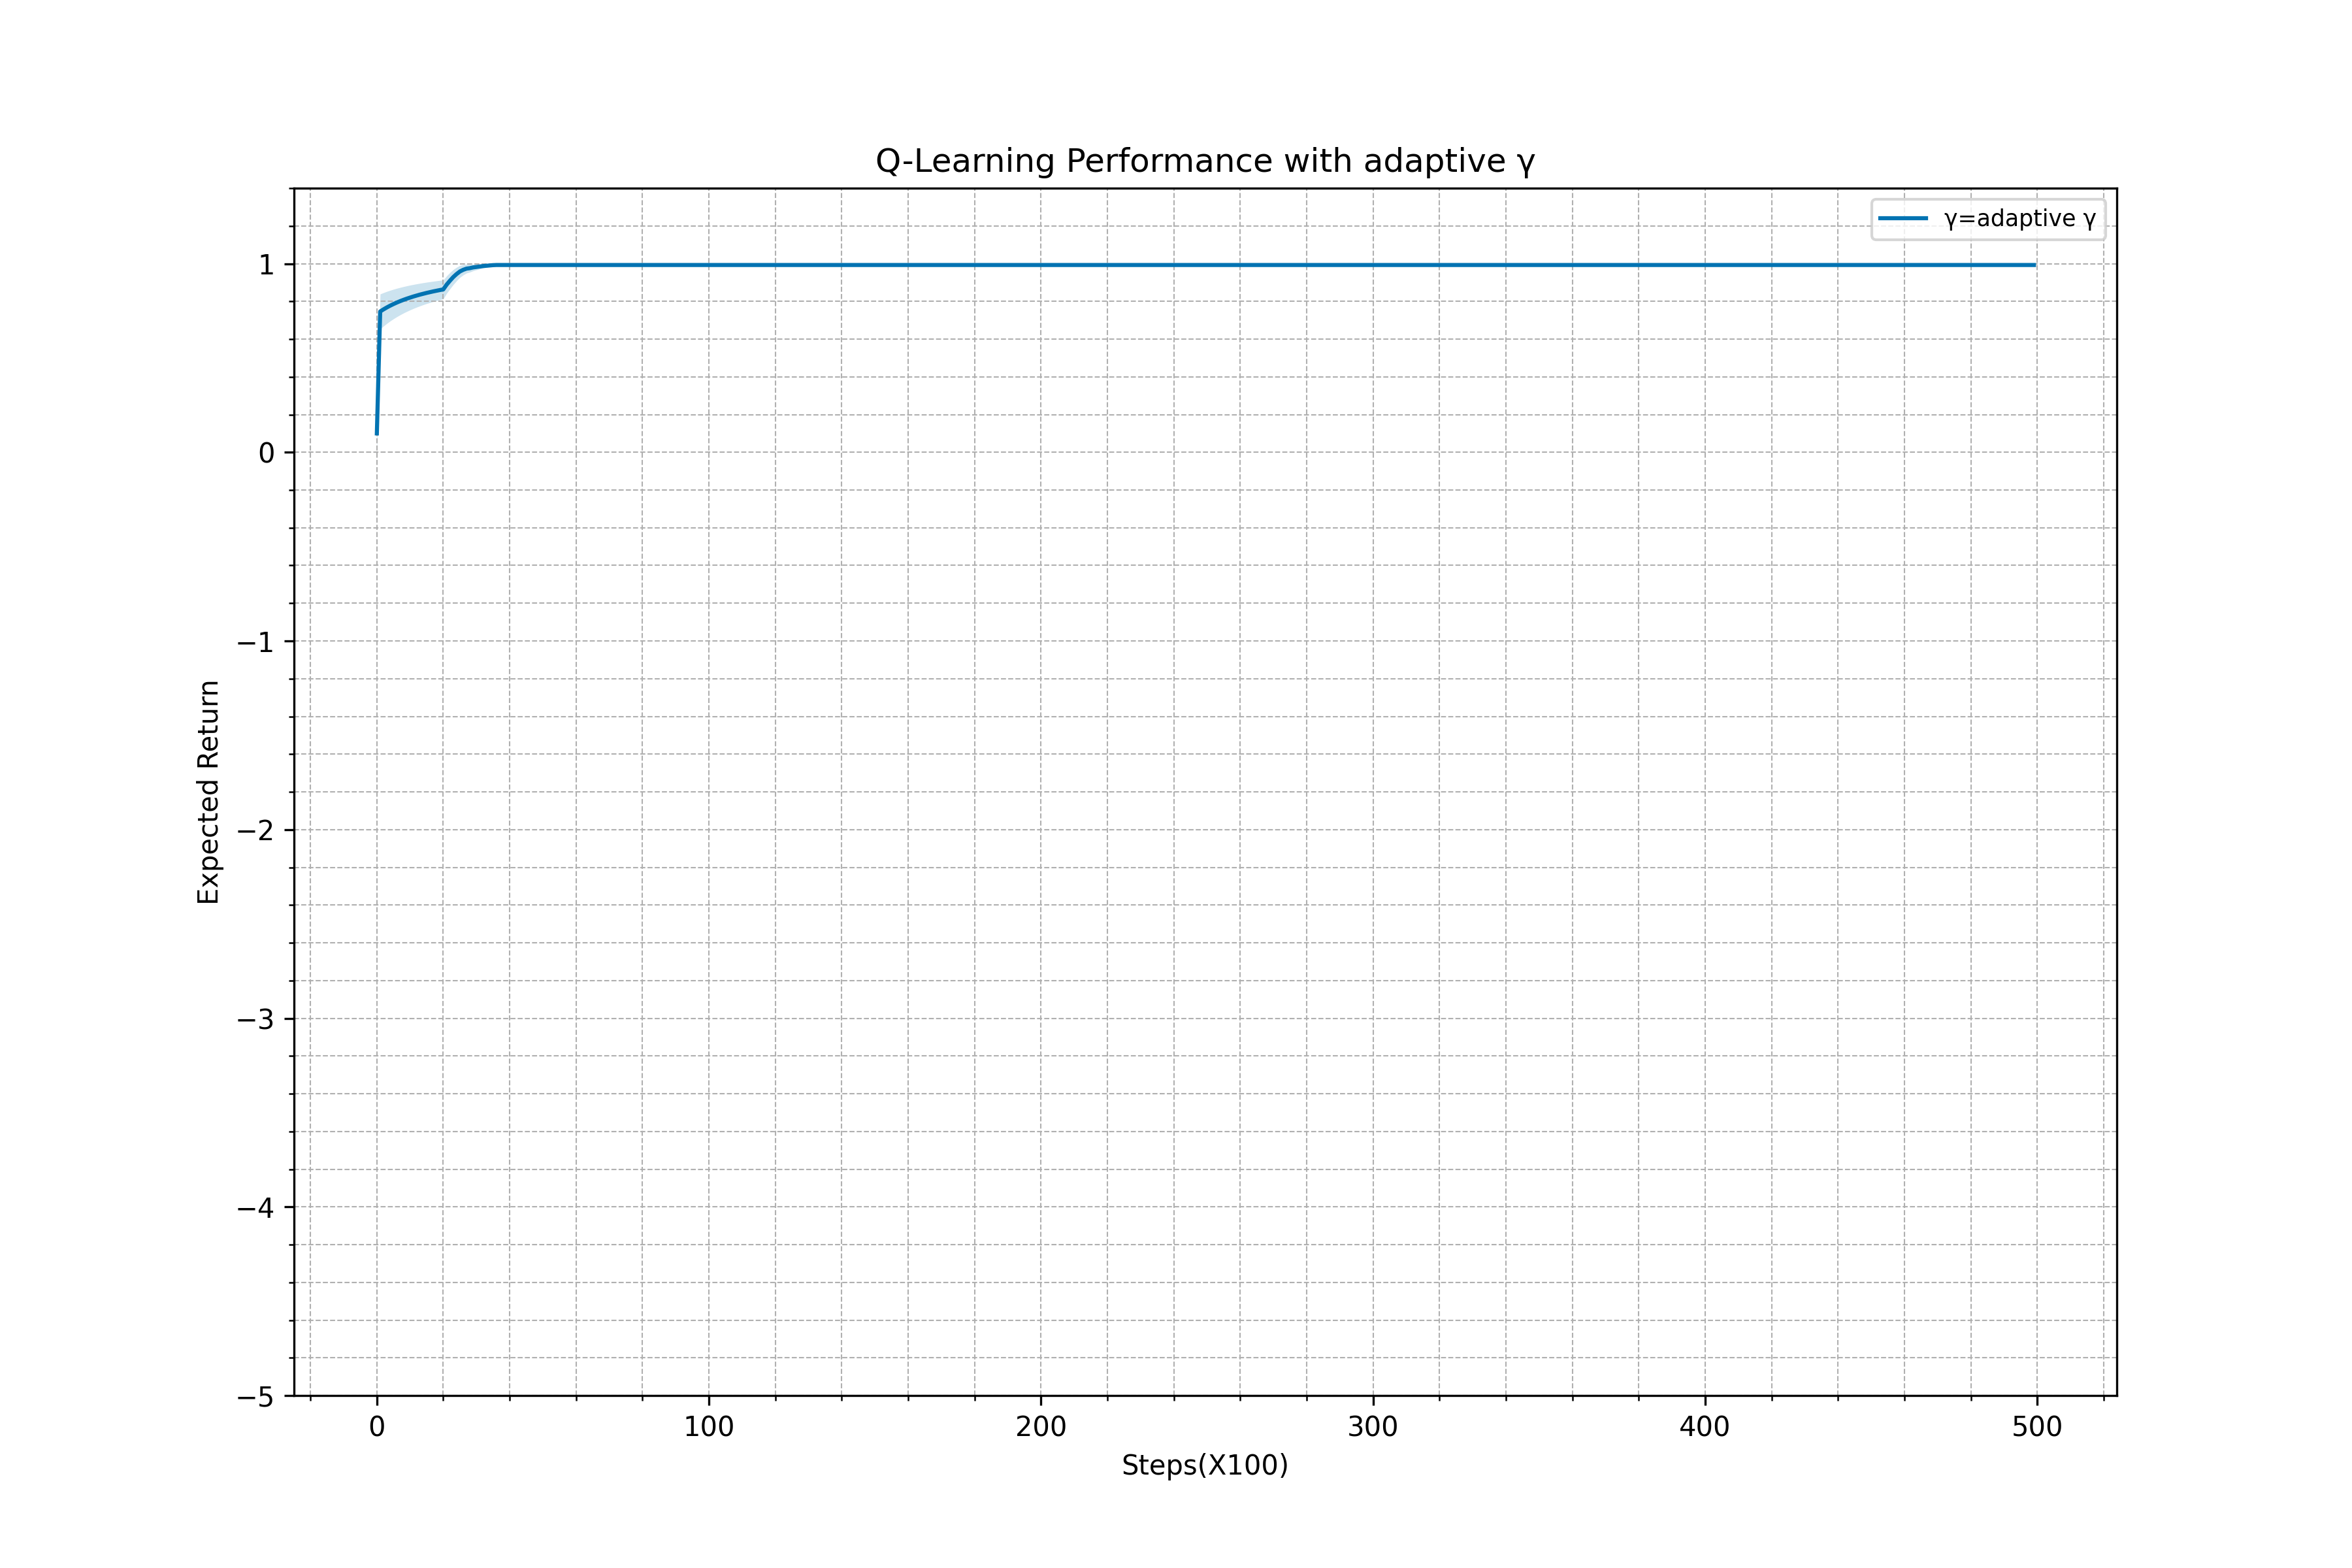 Q-Learning Performance with adaptive γ
γ=adaptive γ
1
0
−1
−2
−3
−4
−5
Expected Return
0 100 200 300 400 500
Steps(X100)